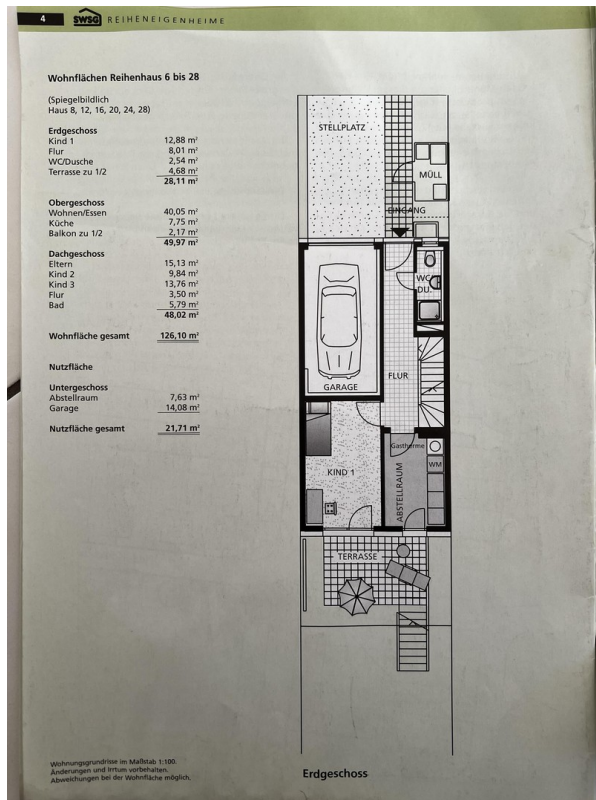 4 SWSG REIHENEIGENHEIME
Wohnflächen Reihenhaus 6 bis 28
(Spiegelbildlich
Haus 8, 12, 16, 20, 24, 28)
Erdgeschoss
Kind 1 12,88 m²
Flur 8,01 m²
WC/Dusche 2,54 m²
Terrasse zu 1/2 4,68 m²
28,11 m²
Obergeschoss
Wohnen/Essen 40,05 m²
Küche 7,75 m²
Balkon zu 1/2 2,17 m²
49,97 m²
Dachgeschoss
Eltern 15,13 m²
Kind 2 9,84 m²
Kind 3 13,76 m²
Flur 3,50 m²
Bad 5,79 m²
48,02 m²
Wohnfläche gesamt 126,10 m²
Nutzfläche
Untergeschoss
Abstellraum 7,63 m²
Garage 14,08 m²
Nutzfläche gesamt 21,71 m²
STELLPLATZ
MÜLL
EINGANG
WC
DU.
GARAGE
FLUR
Gastherme
KIND 1
WM
ABSTELLRAUM
TERRASSE
Wohnungsgrundrisse im Maßstab 1:100.
Änderungen und Irrtum vorbehalten.
Abweichungen bei der Wohnfläche möglich.
Erdgeschoss